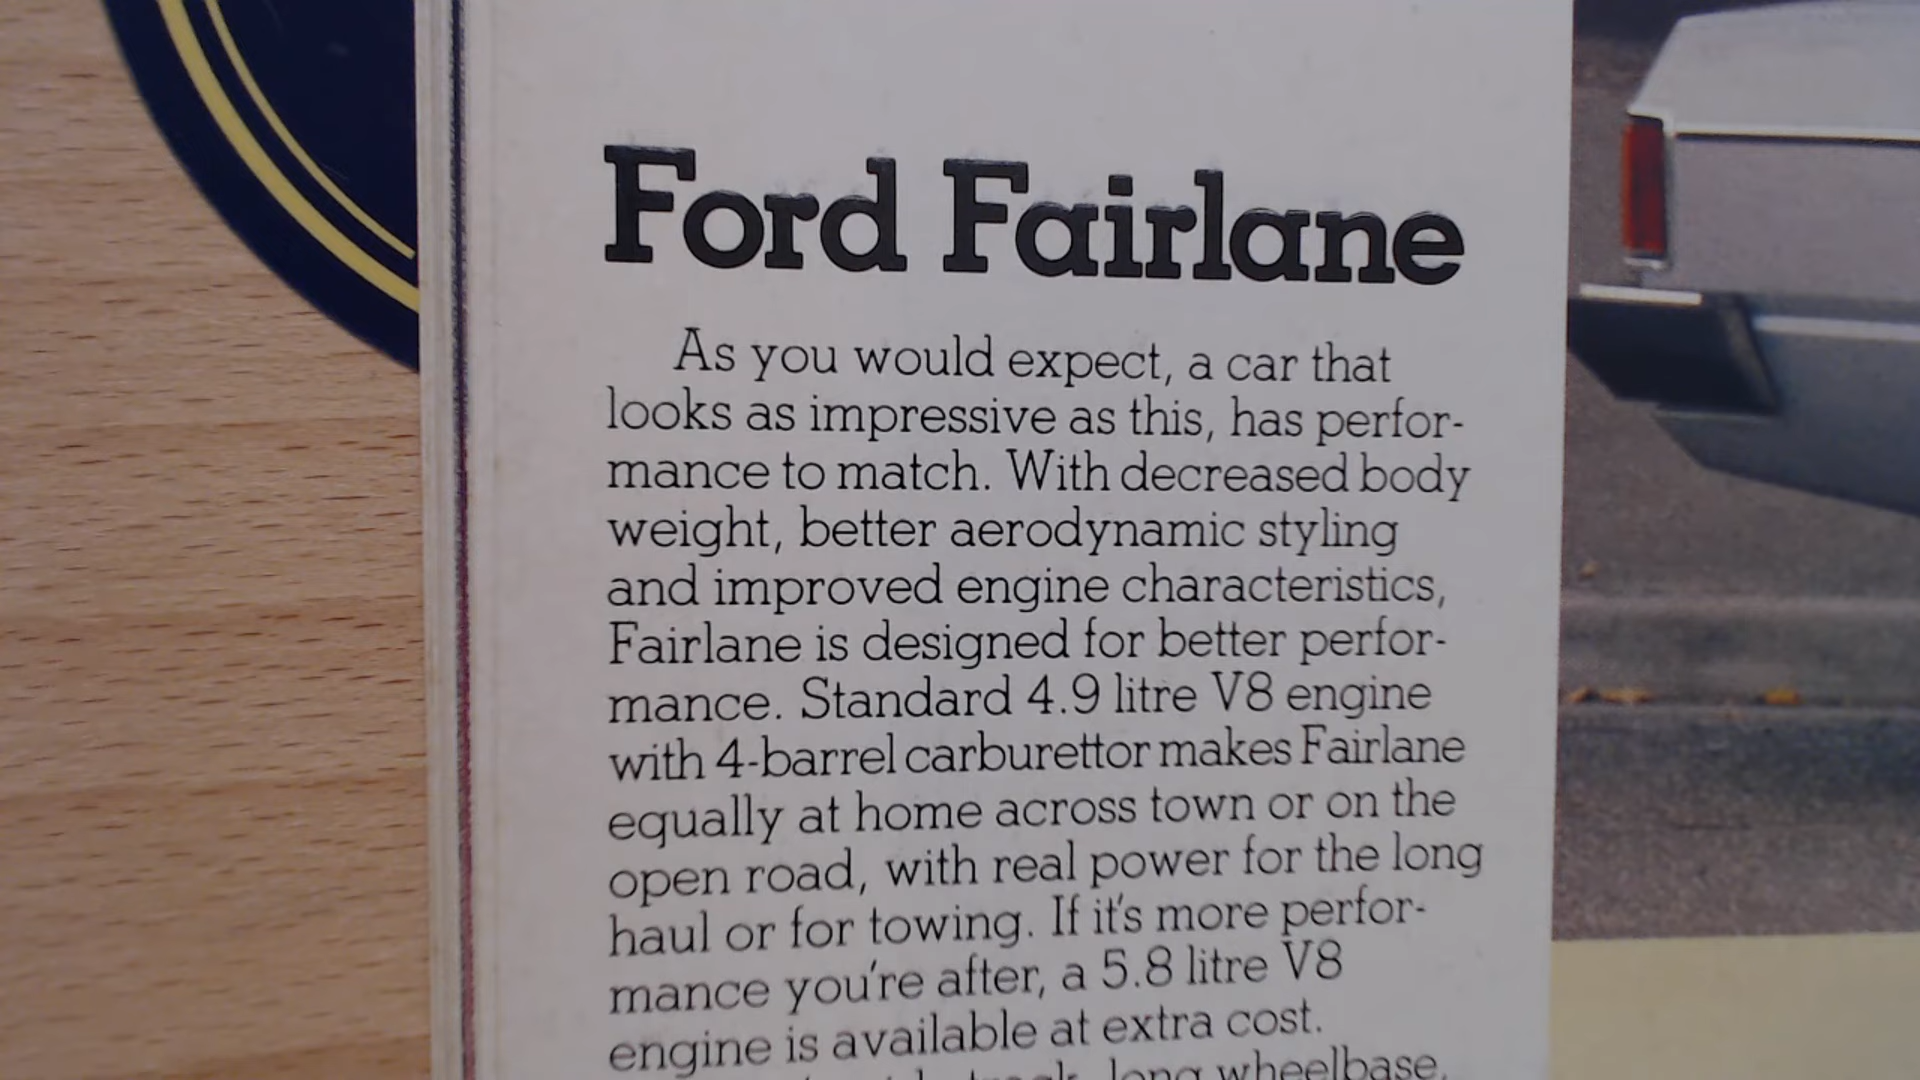 Ford Fairlane
As you would expect, a car that
looks as impressive as this, has perfor-
mance to match. With decreased body
weight, better aerodynamic styling
and improved engine characteristics,
Fairlane is designed for better perfor-
mance. Standard 4.9 litre V8 engine
with 4-barrel carburettor makes Fairlane
equally at home across town or on the
open road, with real power for the long
haul or for towing. If it's more perfor-
mance you're after, a 5.8 litre V8
engine is available at extra cost.
track, long wheelbase,